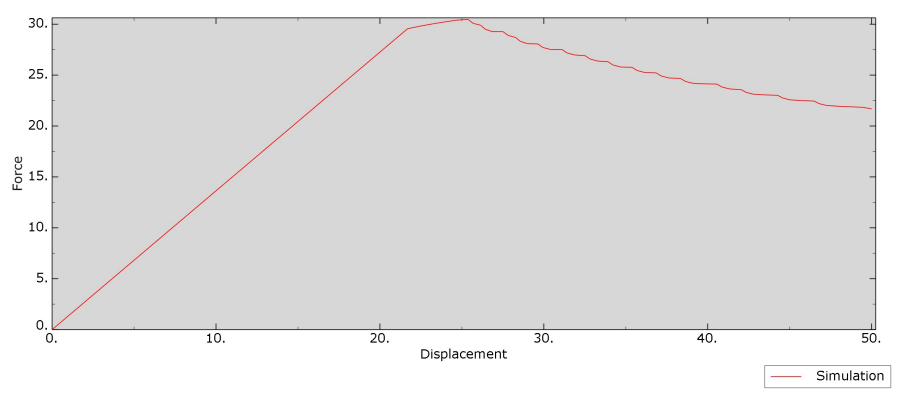 30.
25.
20.
15.
10.
5.
0.
Force
0. 10. 20. 30. 40. 50.
Displacement
Simulation